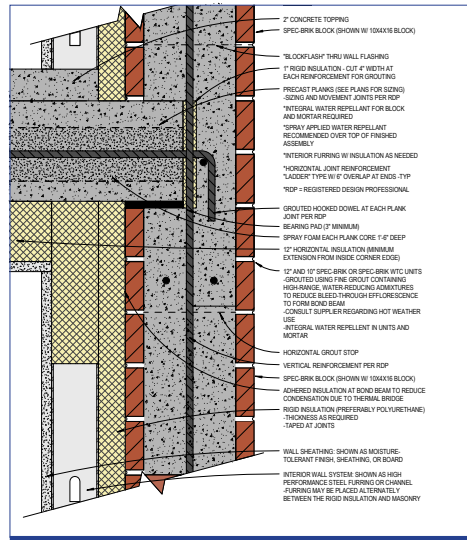 2" CONCRETE TOPPING
SPEC-BRIK BLOCK (SHOWN W/ 10X4X16 BLOCK)
"BLOCKFLASH" THRU WALL FLASHING
1" RIGID INSULATION - CUT 4" WIDTH AT
EACH REINFORCEMENT FOR GROUTING
PRECAST PLANKS (SEE PLANS FOR SIZING)
-SIZING AND MOVEMENT JOINTS PER RDP
*INTEGRAL WATER REPELLENT FOR BLOCK
AND MORTAR REQUIRED
*SPRAY APPLIED WATER REPELLANT
RECOMMENDED OVER TOP OF FINISHED
ASSEMBLY
*INTERIOR FURRING W/ INSULATION AS NEEDED
*HORIZONTAL JOINT REINFORCEMENT
"LADDER" TYPE W/ 6" OVERLAP AT ENDS -TYP
*RDP = REGISTERED DESIGN PROFESSIONAL
GROUTED HOOKED DOWEL AT EACH PLANK
JOINT PER RDP
BEARING PAD (3" MINIMUM)
SPRAY FOAM EACH PLANK CORE 1'-6" DEEP
12" HORIZONTAL INSULATION (MINIMUM
EXTENSION FROM INSIDE CORNER EDGE)
12" AND 10" SPEC-BRIK OR SPEC-BRIK WTC UNITS
-GROUTED USING FINE GROUT CONTAINING
HIGH-RANGE, WATER-REDUCING ADMIXTURES
TO REDUCE BLEED-THROUGH EFFLORESCENCE
TO FORM BOND BEAM
-CONSULT SUPPLIER REGARDING HOT WEATHER
USE
-INTEGRAL WATER REPELLENT IN UNITS AND
MORTAR
HORIZONTAL GROUT STOP
VERTICAL REINFORCEMENT PER RDP
SPEC-BRIK BLOCK (SHOWN W/ 10X4X16 BLOCK)
ADHERED INSULATION AT BOND BEAM TO REDUCE
CONDENSATION DUE TO THERMAL BRIDGE
RIGID INSULATION (PREFERABLY POLYURETHANE)
-THICKNESS AS REQUIRED
-TAPED AT JOINTS
WALL SHEATHING: SHOWN AS MOISTURE-
TOLERANT FINISH, SHEATHING, OR BOARD
INTERIOR WALL SYSTEM: SHOWN AS HIGH
PERFORMANCE STEEL FURRING OR CHANNEL
-FURRING MAY BE PLACED ALTERNATELY
BETWEEN THE RIGID INSULATION AND MASONRY